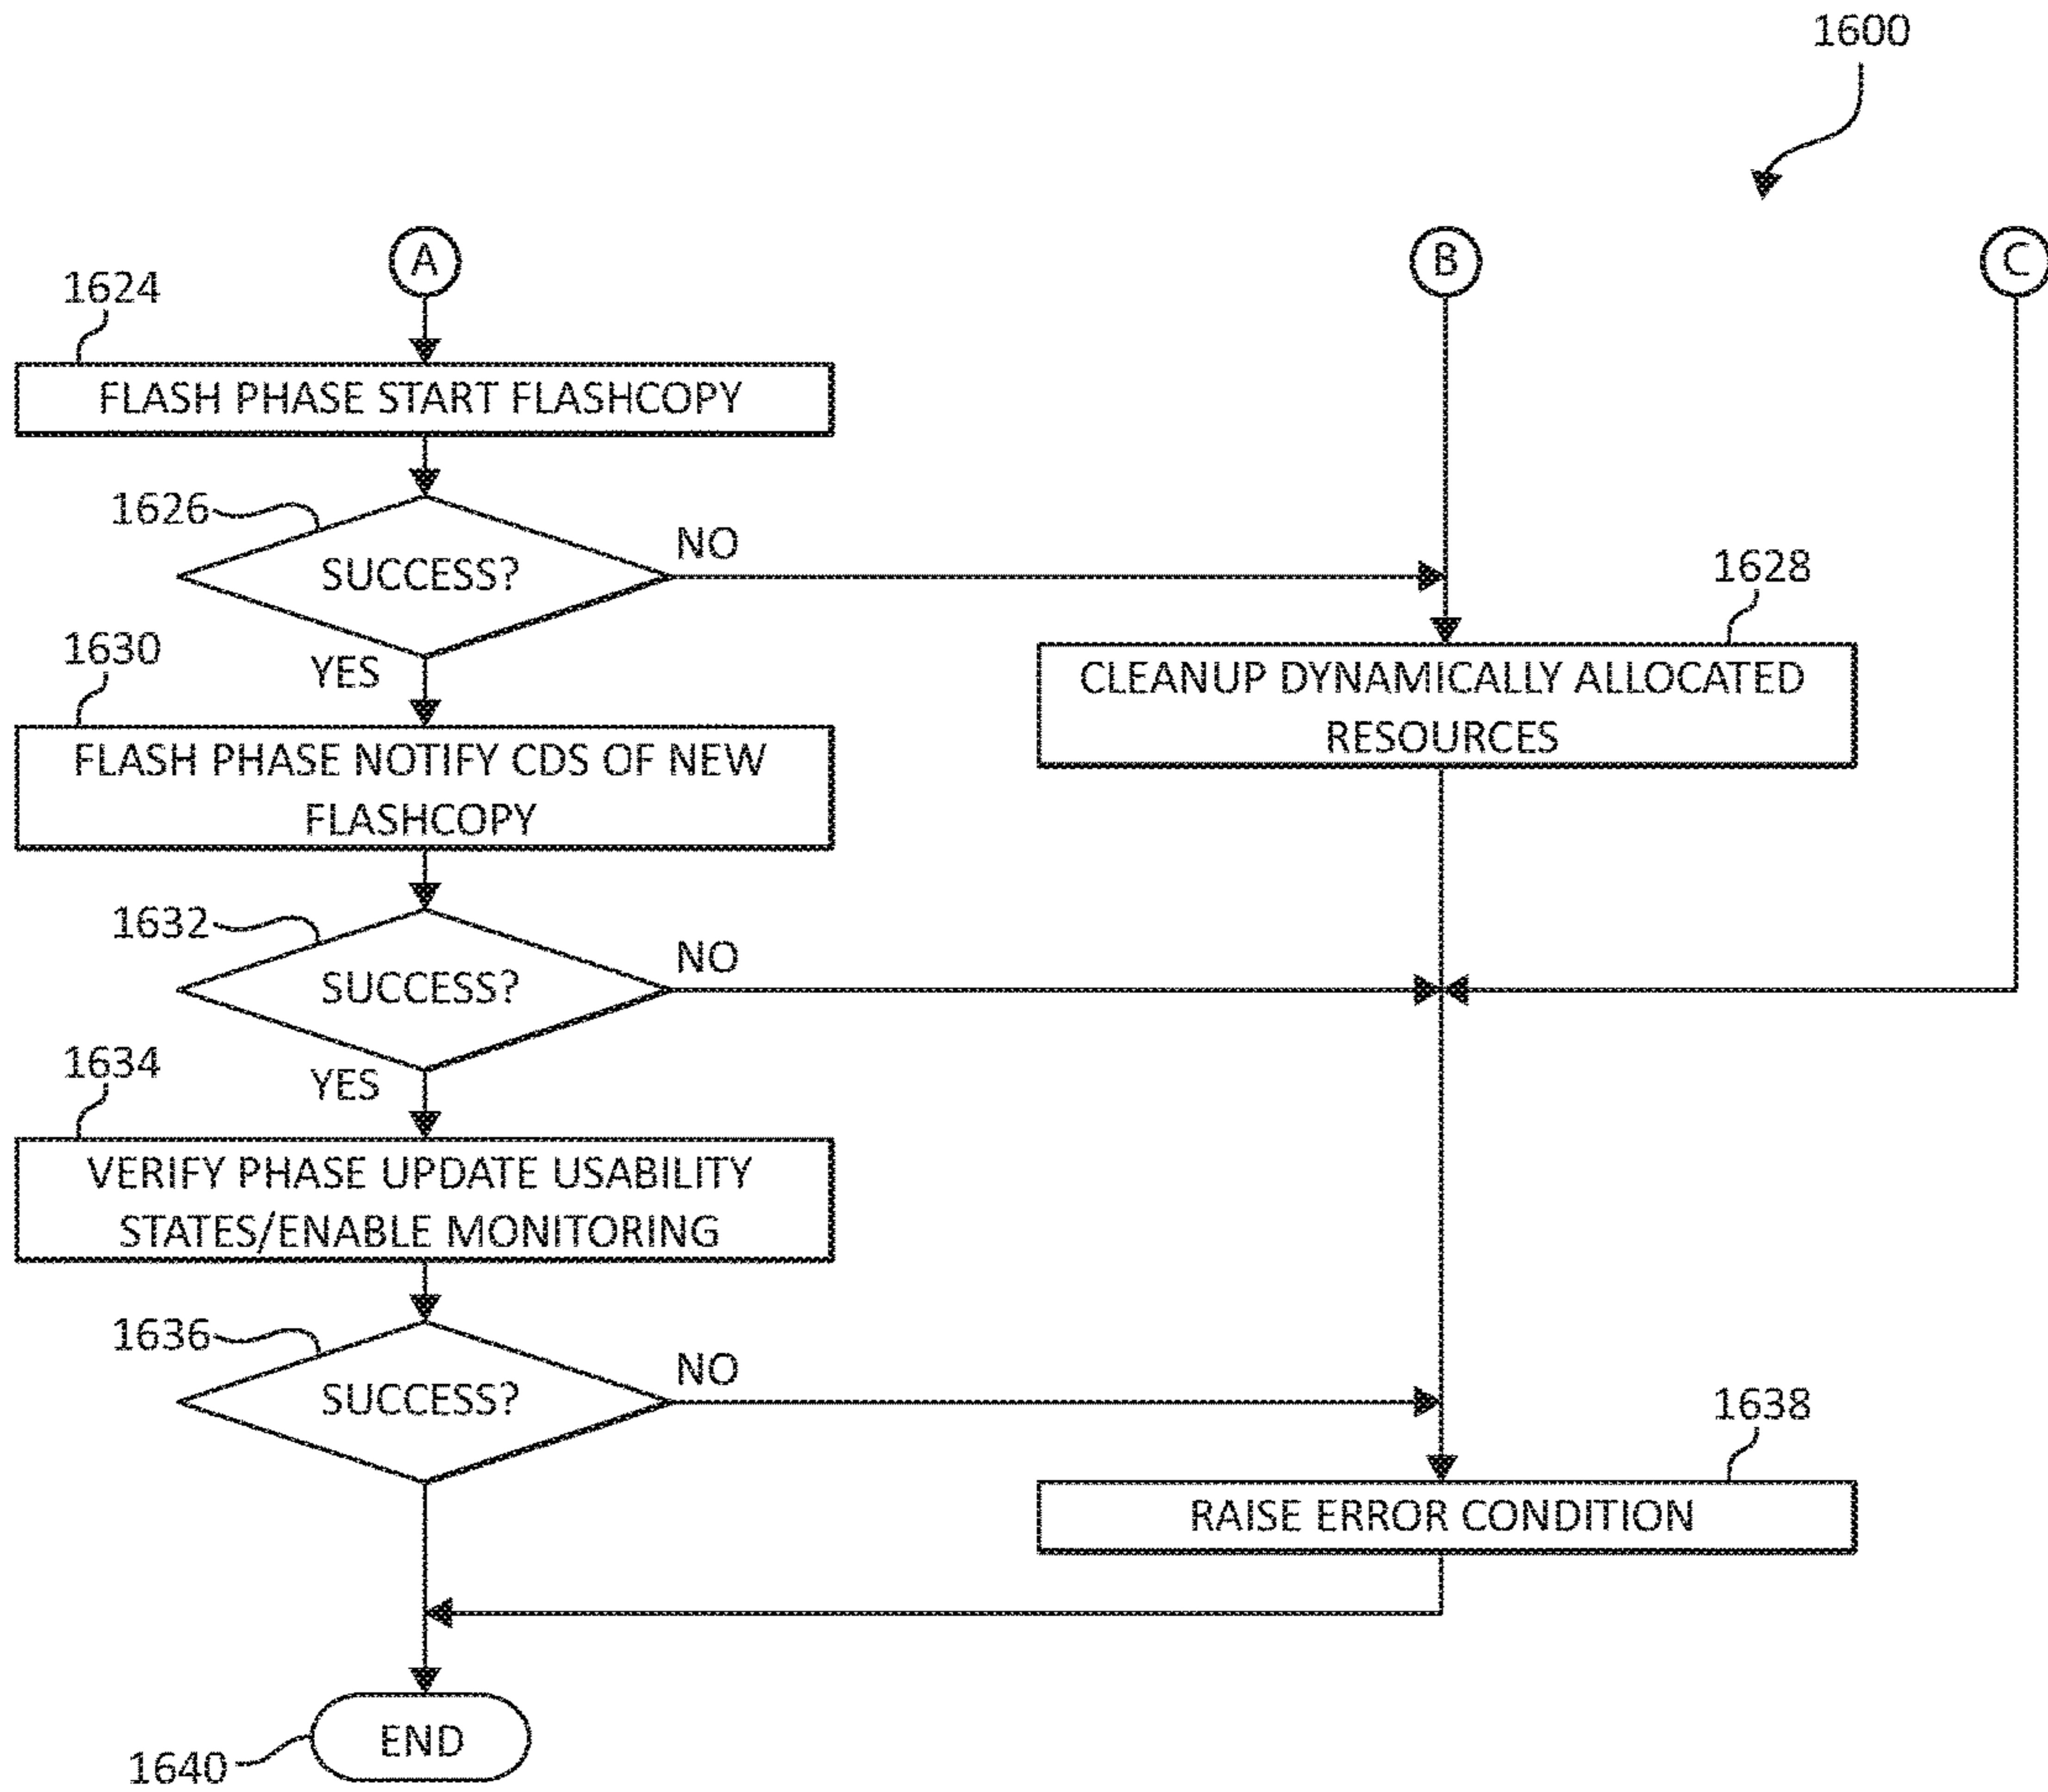 1600
A
B
C
1624
FLASH PHASE START FLASHCOPY
1626
SUCCESS?
NO
YES
1628
CLEANUP DYNAMICALLY ALLOCATED
RESOURCES
1630
FLASH PHASE NOTIFY CDS OF NEW
FLASHCOPY
1632
SUCCESS?
NO
YES
1634
VERIFY PHASE UPDATE USABILITY
STATES/ENABLE MONITORING
1636
SUCCESS?
NO
1638
RAISE ERROR CONDITION
END
1640